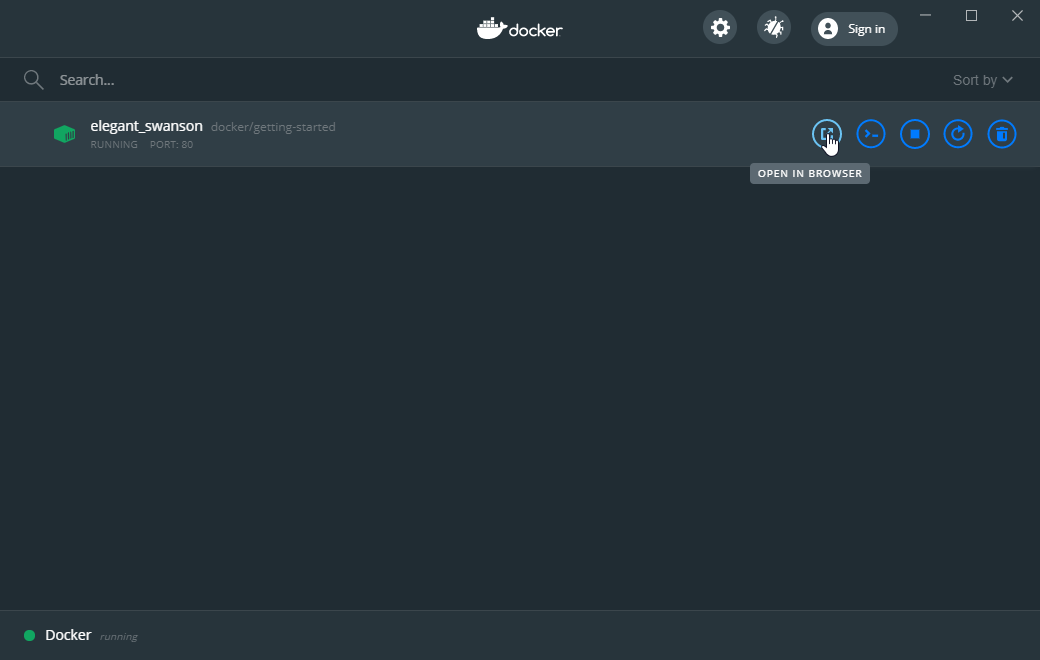 docker
Sign in
Search...
Sort by
elegant_swanson docker/getting-started
RUNNING PORT: 80
OPEN IN BROWSER
Docker running